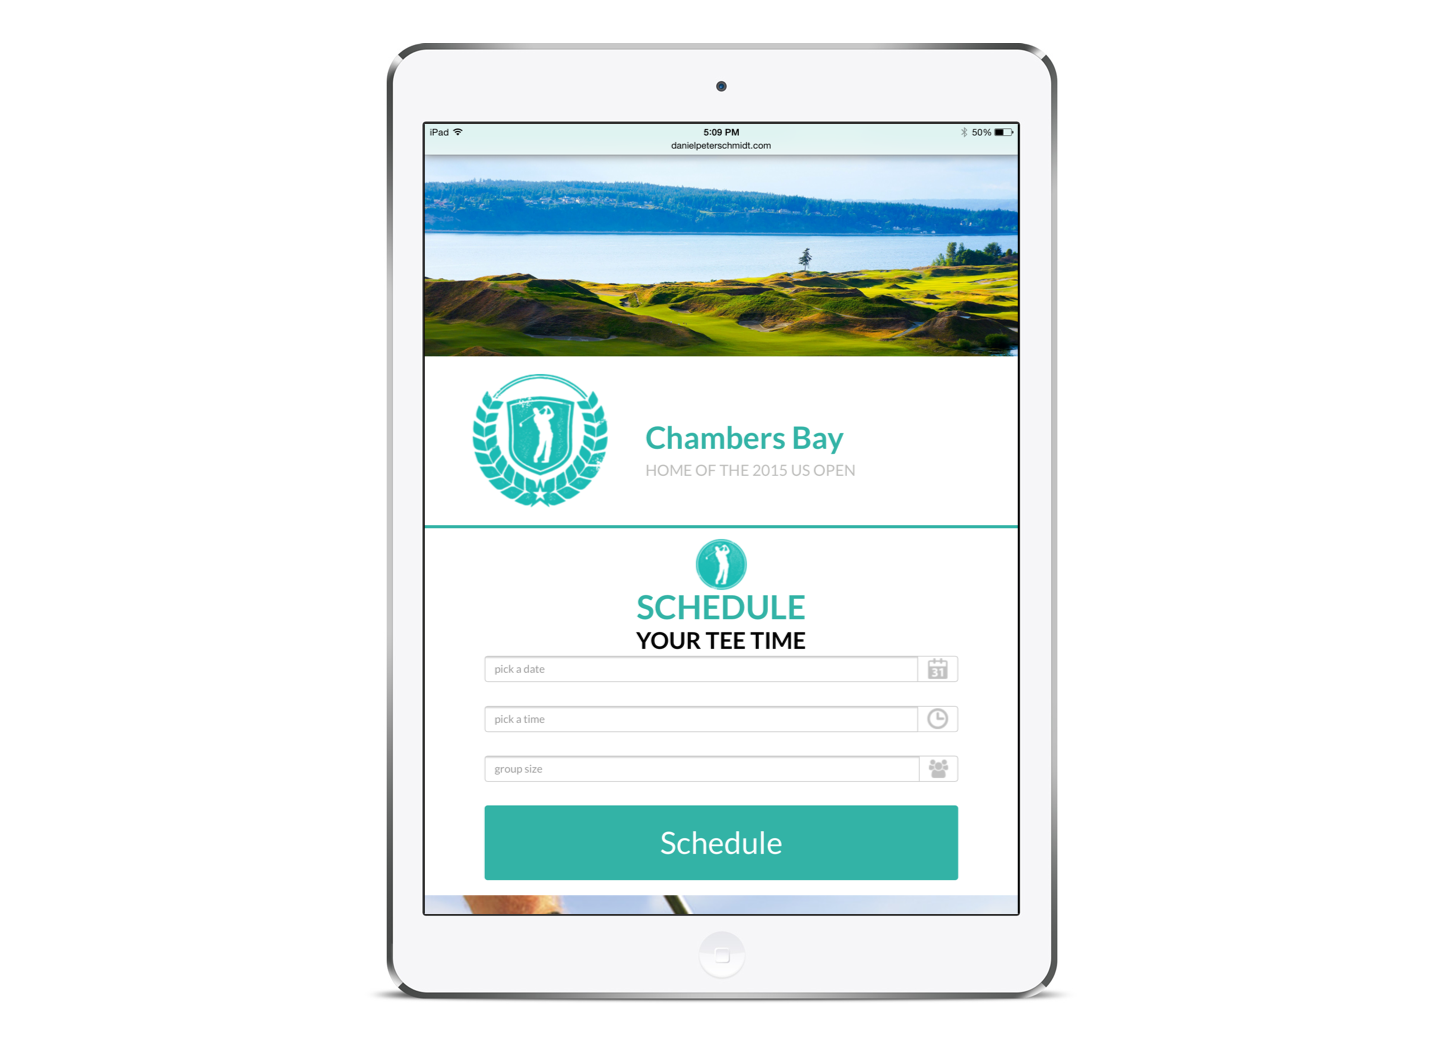 iPad 5:09 PM 50%
danielpeterschmidt.com
Chambers Bay
HOME OF THE 2015 US OPEN
SCHEDULE
YOUR TEE TIME
pick a date
31
pick a time
group size
Schedule